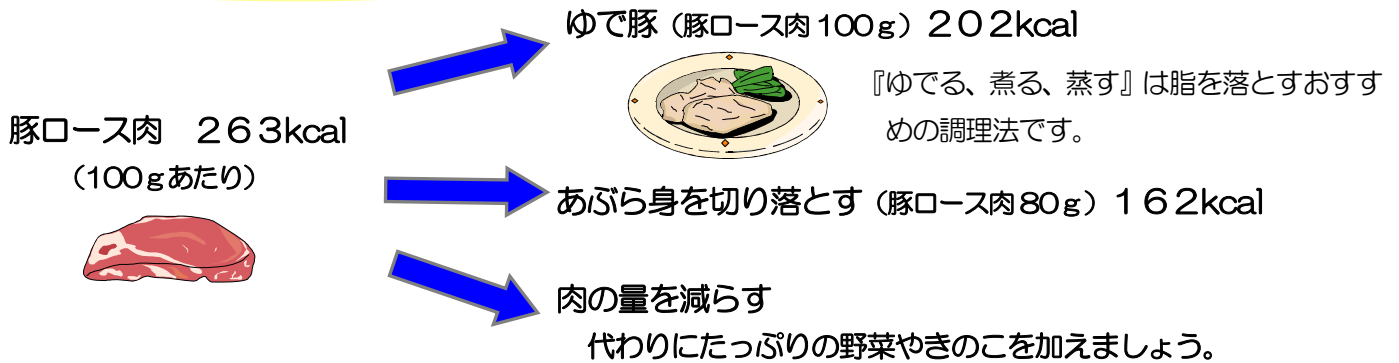 ゆで豚（豚ロース肉100ｇ）２０２kcal
『ゆでる、煮る、蒸す』は脂を落とすおすす
めの調理法です。
豚ロース肉　２６３kcal
（100ｇあたり）
あぶら身を切り落とす（豚ロース肉80ｇ）１６２kcal
肉の量を減らす
代わりにたっぷりの野菜やきのこを加えましょう。